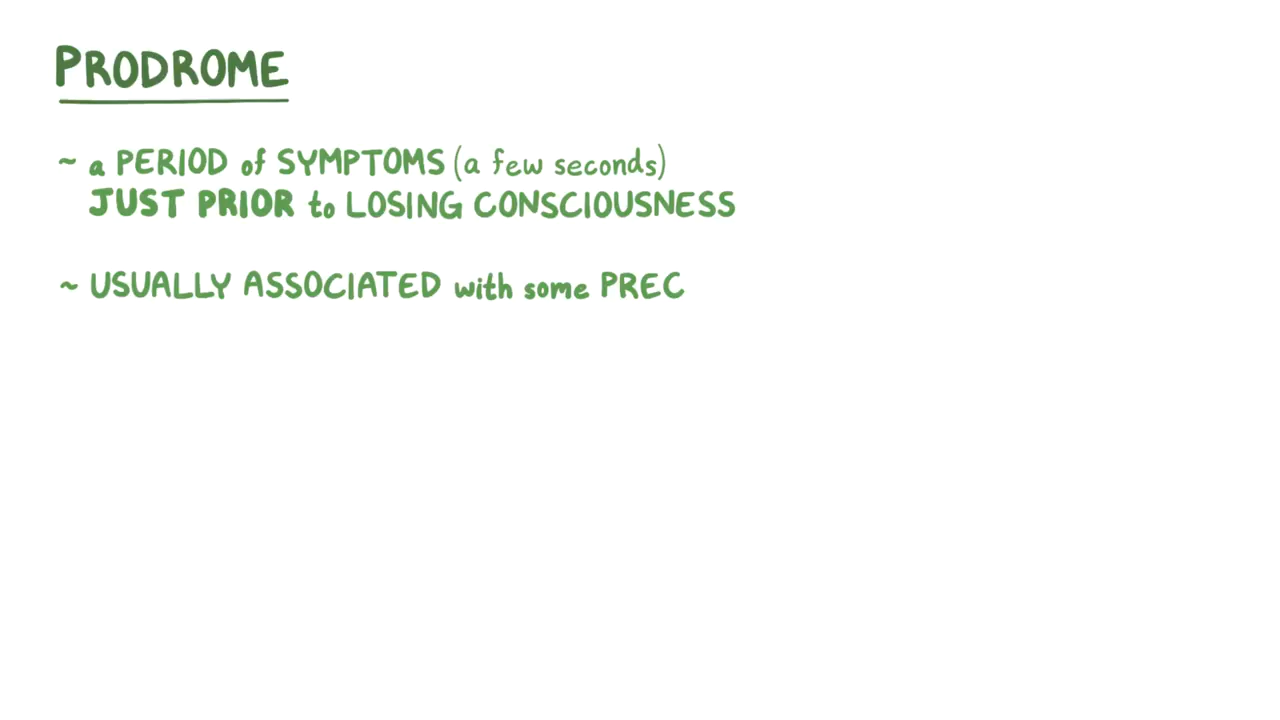 PRODROME
~ a PERIOD of SYMPTOMS (a few seconds)
JUST PRIOR to LOSING CONSCIOUSNESS
~ USUALLY ASSOCIATED with some PREC